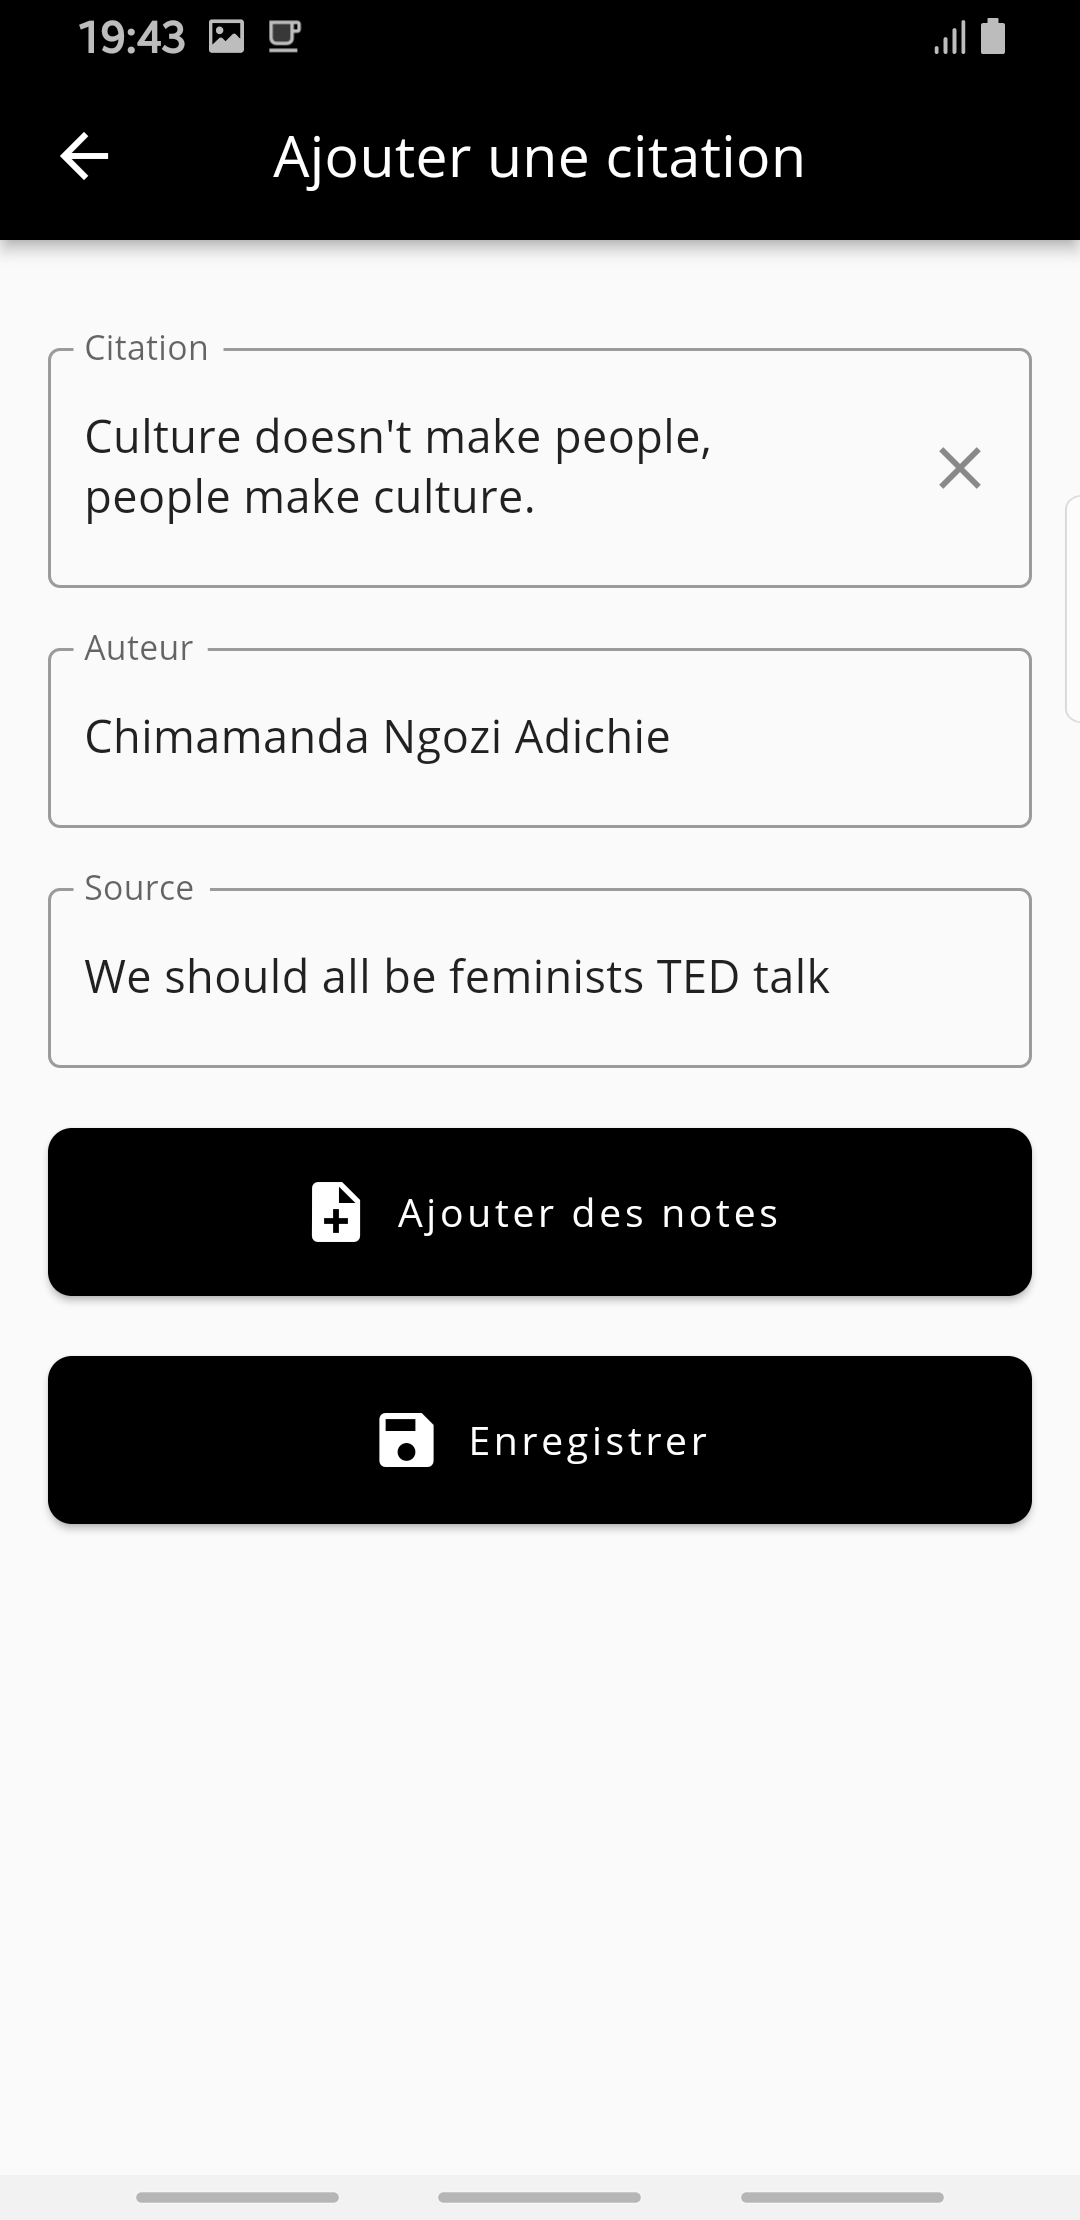 19:43
Ajouter une citation
Citation
Culture doesn't make people,
people make culture.
Auteur
Chimamanda Ngozi Adichie
Source
We should all be feminists TED talk
Ajouter des notes
Enregistrer